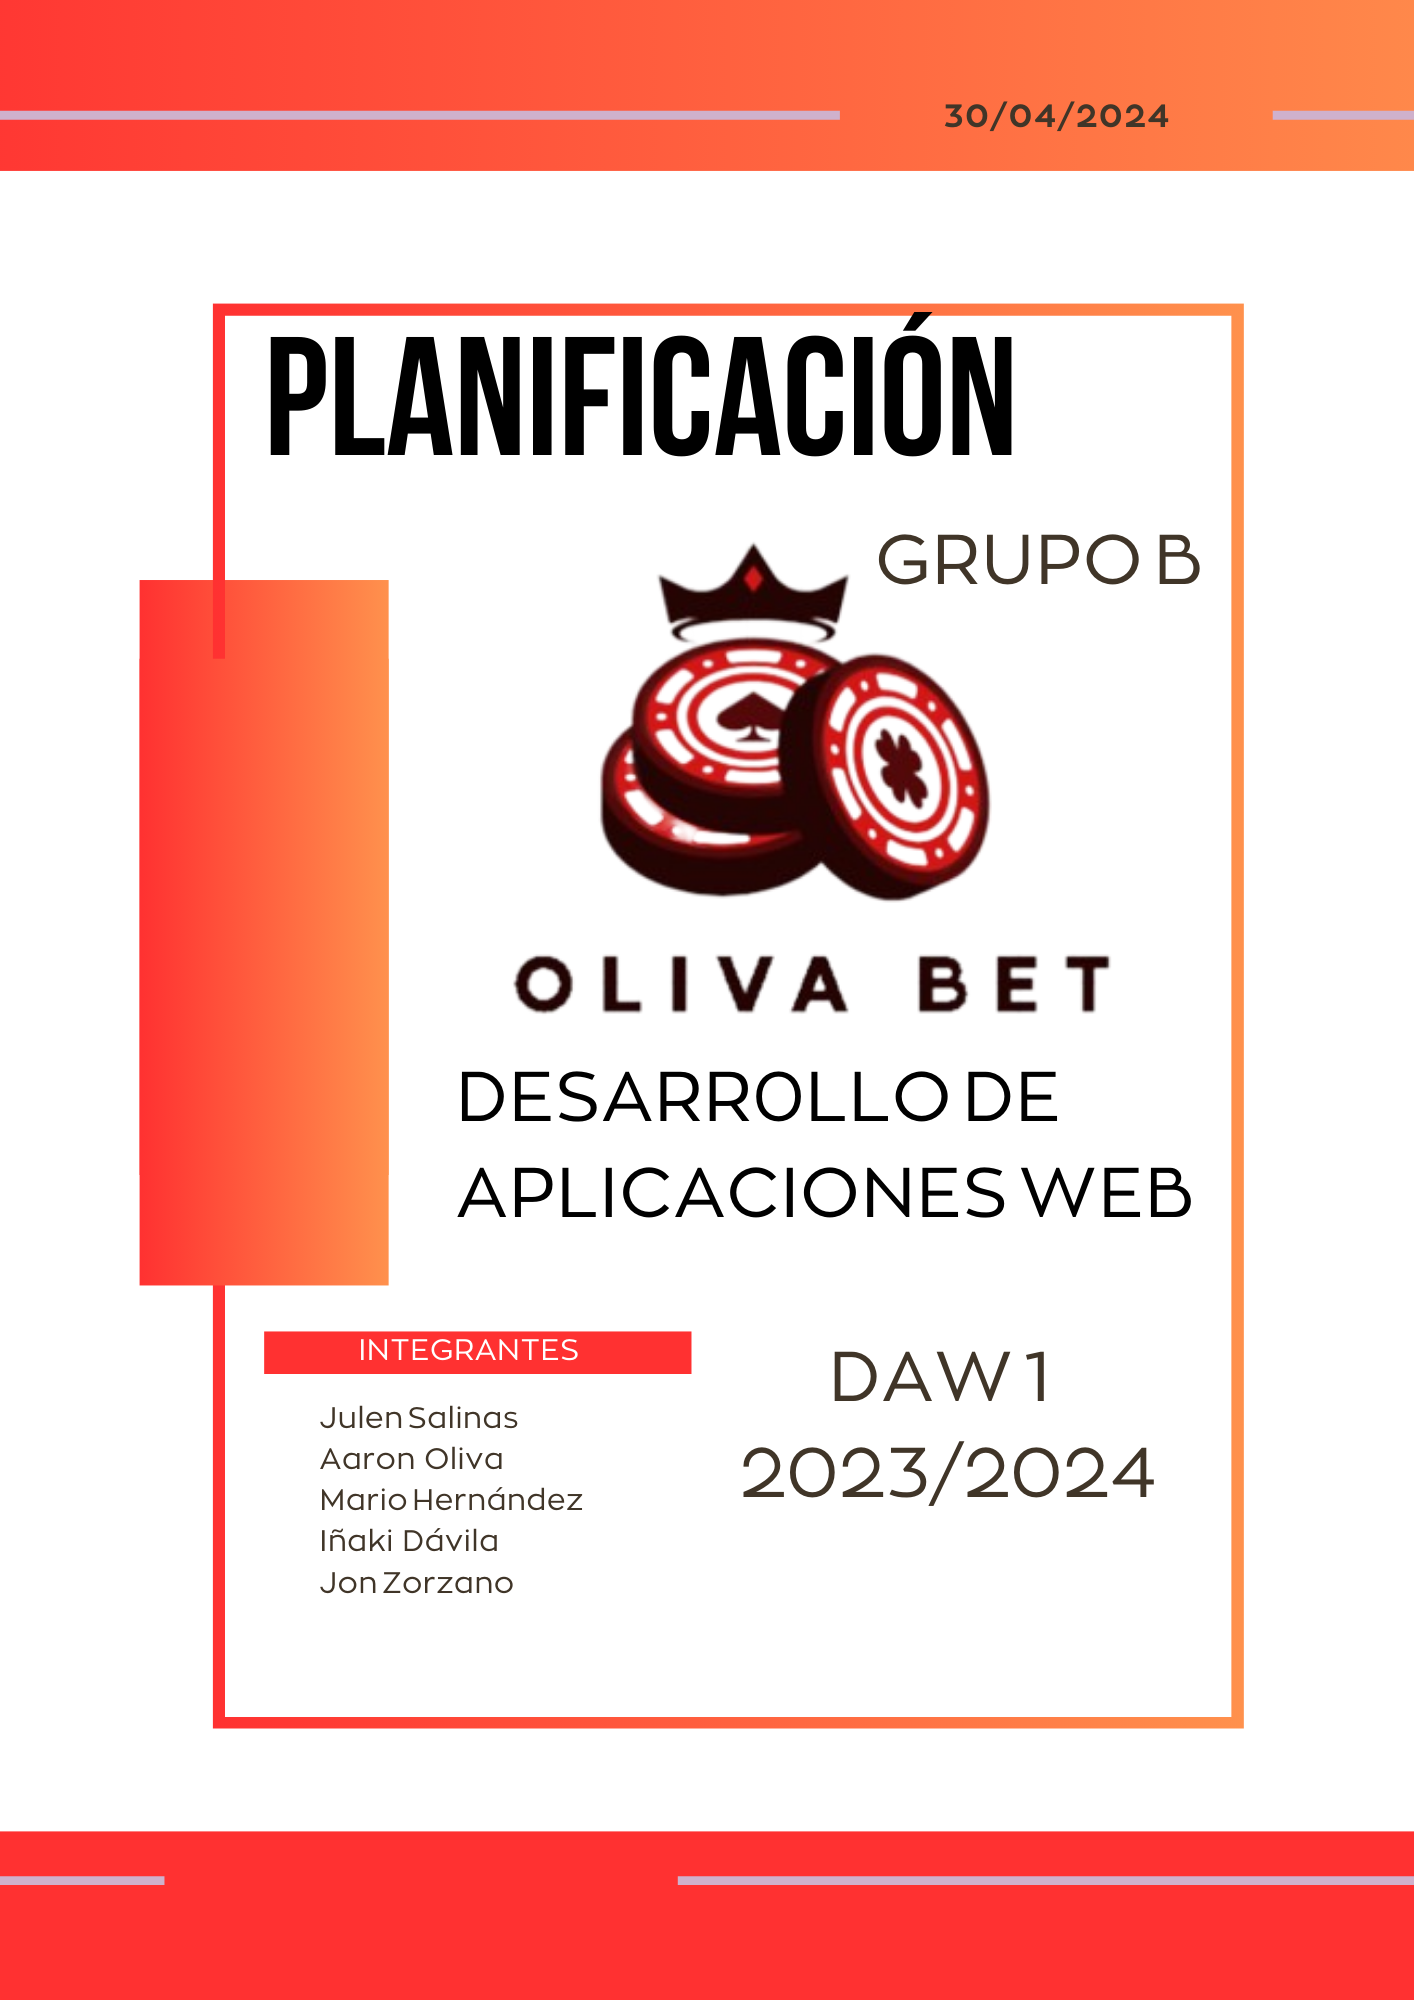 30/04/2024
PLANIFICACIÓN
GRUPO B
OLIVA BET
DESARROLLO DE
APLICACIONES WEB
INTEGRANTES
Julen Salinas
Aaron Oliva
Mario Hernández
Iñaki Dávila
Jon Zorzano
DAW 1
2023/2024